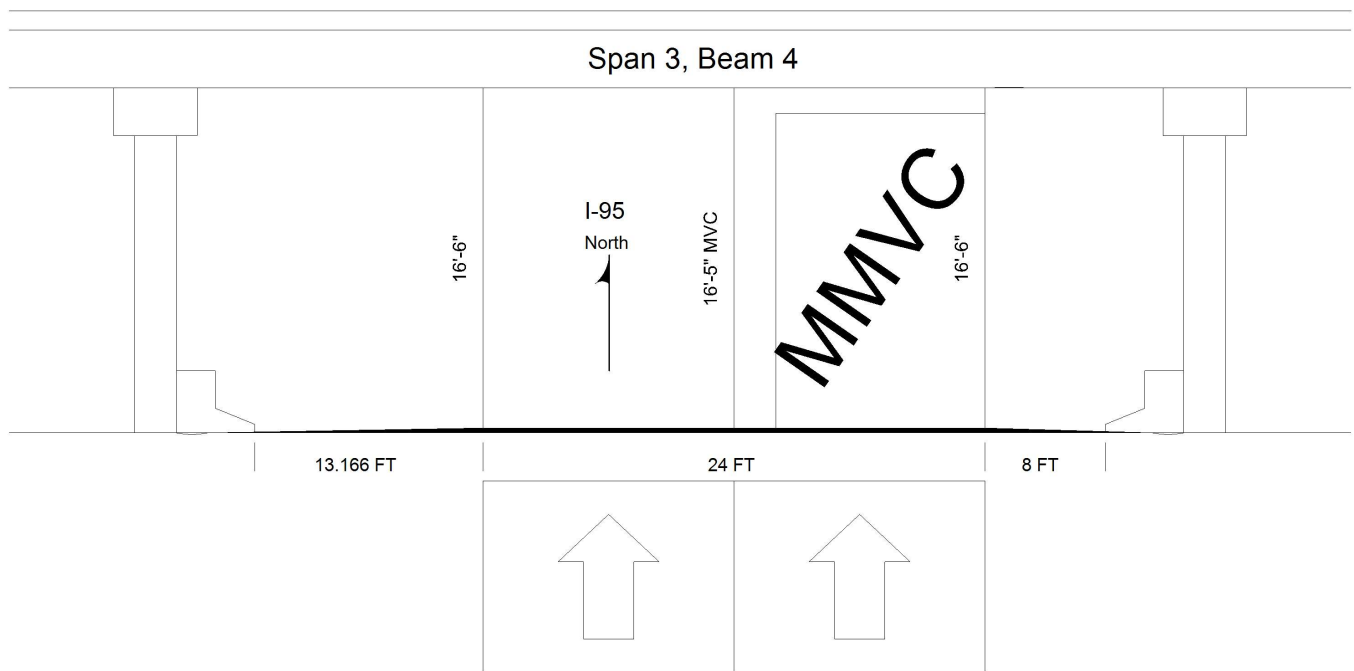 Span 3, Beam 4
I-95
North
16'-6"
16'-5" MVC
MMVC
16'-6"
13.166 FT
24 FT
8 FT